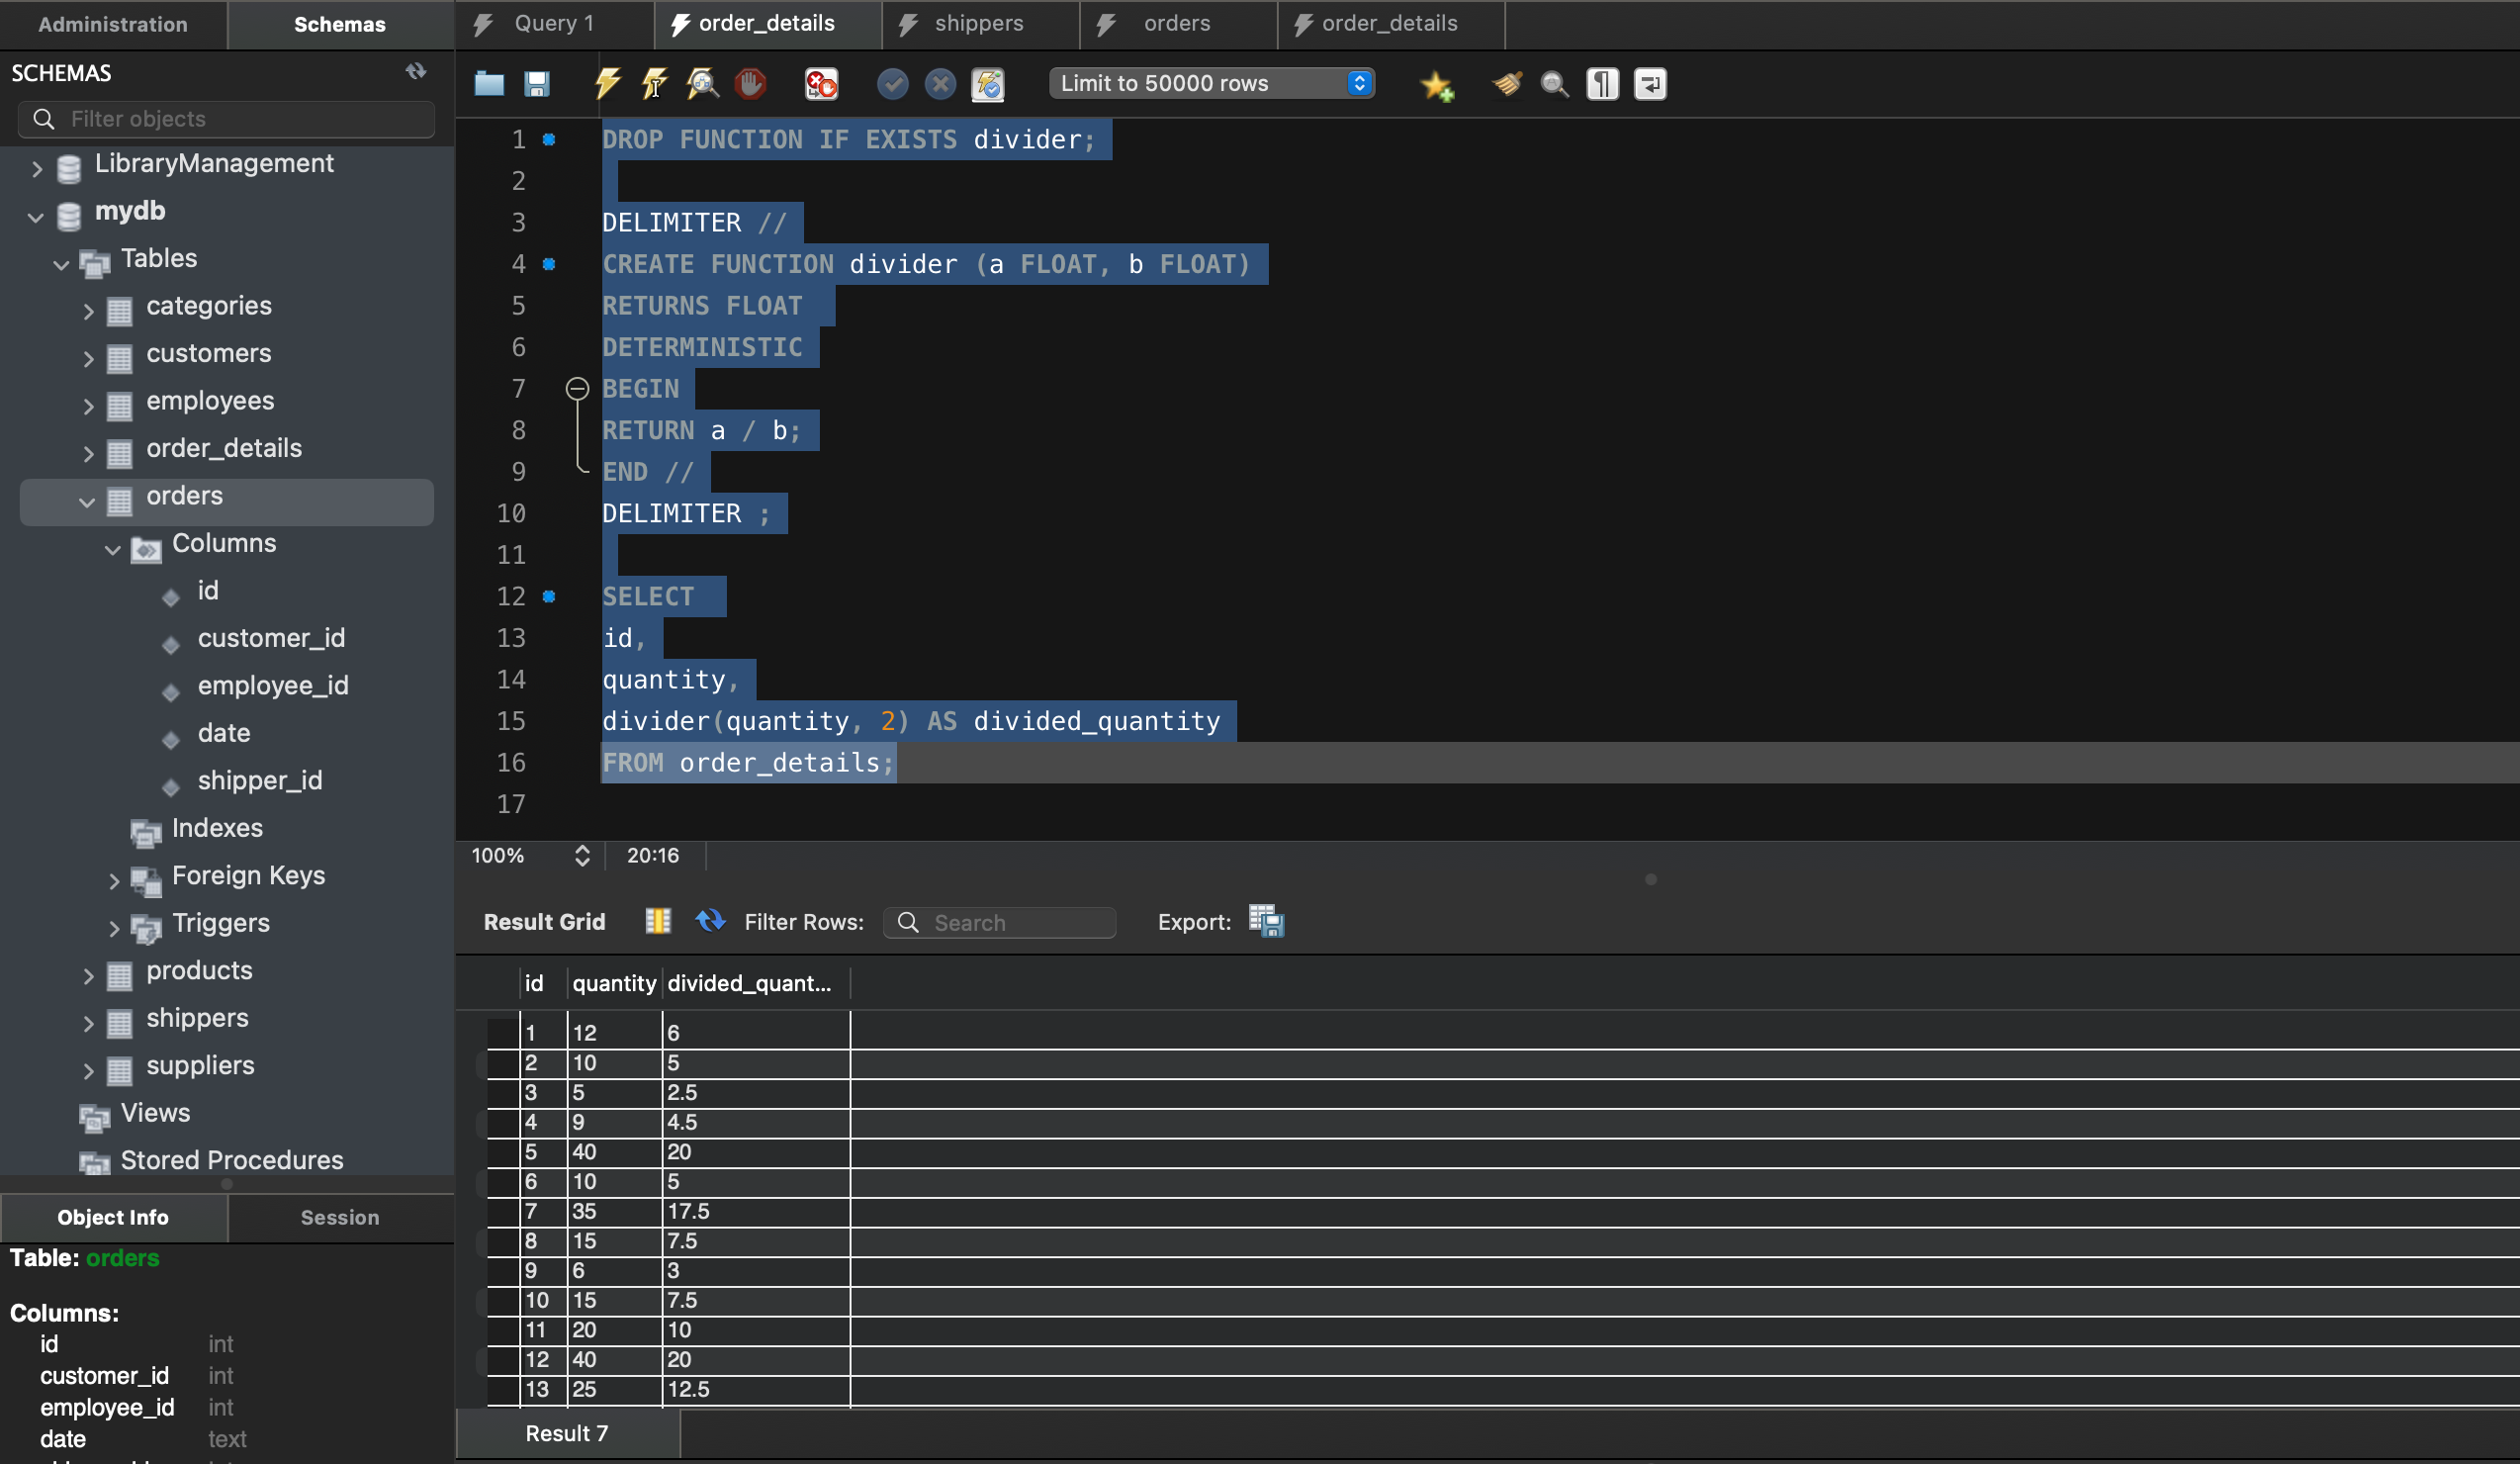 Administration
Schemas
SCHEMAS
Filter objects
LibraryManagement
mydb
Tables
categories
customers
employees
order_details
orders
Columns
id
customer_id
employee_id
date
shipper_id
Indexes
Foreign Keys
Triggers
products
shippers
suppliers
Views
Stored Procedures
Object Info
Session
Table: orders
Columns:
id int
customer_id int
employee_id int
date text
Query 1
order_details
shippers
orders
order_details
Limit to 50000 rows
1 DROP FUNCTION IF EXISTS divider;
2
3 DELIMITER //
4 CREATE FUNCTION divider (a FLOAT, b FLOAT)
5 RETURNS FLOAT
6 DETERMINISTIC
7 BEGIN
8 RETURN a / b;
9 END //
10 DELIMITER ;
11
12 SELECT
13 id,
14 quantity,
15 divider(quantity, 2) AS divided_quantity
16 FROM order_details;
17
100% 20:16
Result Grid Filter Rows: Search Export:
id quantity divided_quant...
1 12 6
2 10 5
3 5 2.5
4 9 4.5
5 40 20
6 10 5
7 35 17.5
8 15 7.5
9 6 3
10 15 7.5
11 20 10
12 40 20
13 25 12.5
Result 7